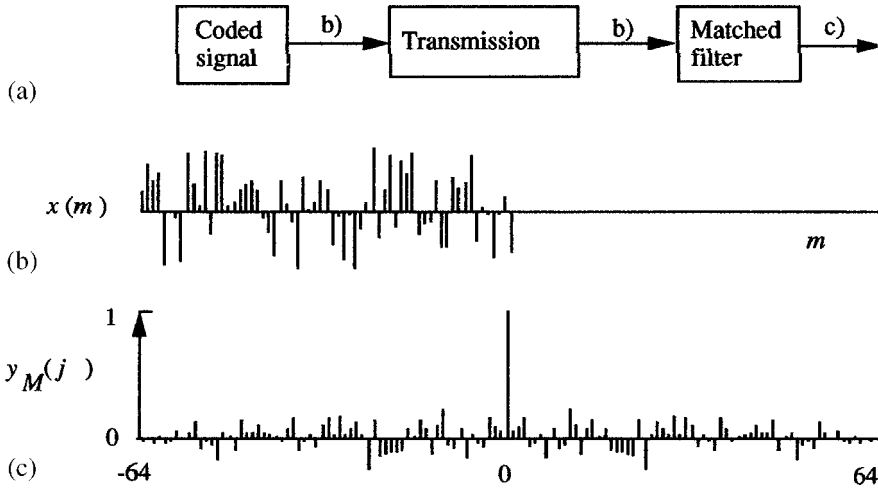 Coded signal
b)
Transmission
b)
Matched filter
c)
(a)
x (m)
m
(b)
1
y_M(j )
0
(c)
-64
0
64